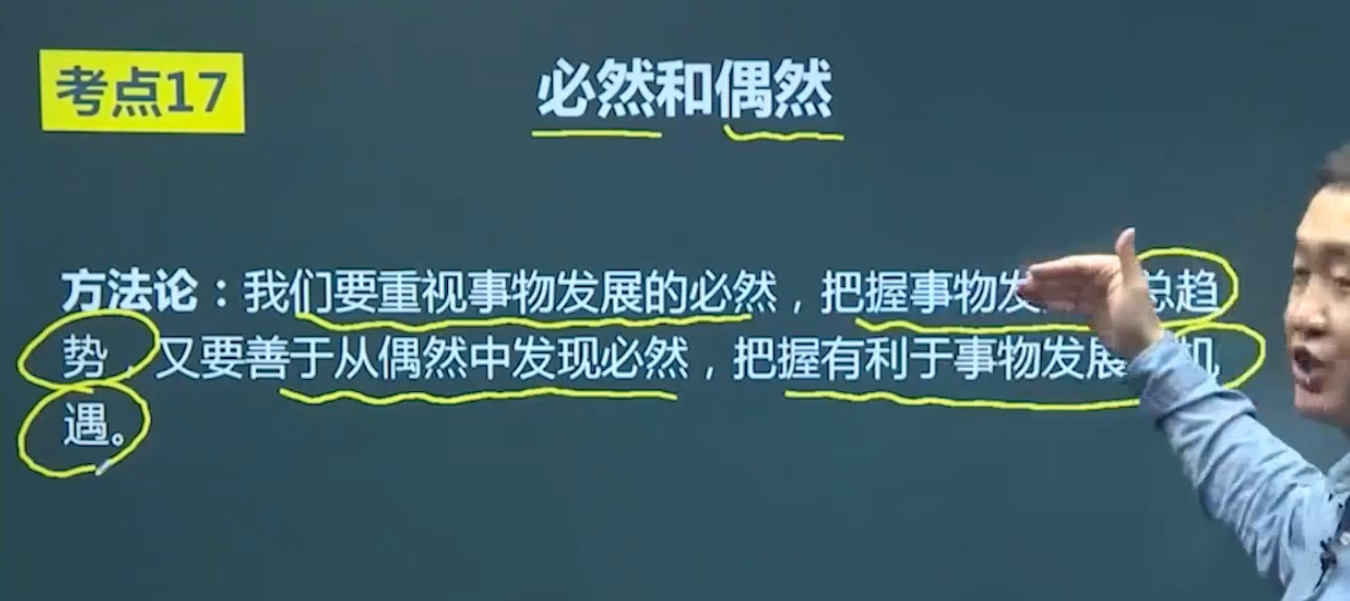 考点17
必然和偶然
方法论：我们要重视事物发展的必然，把握事物发总趋
势，又要善于从偶然中发现必然，把握有利于事物发展机
遇。